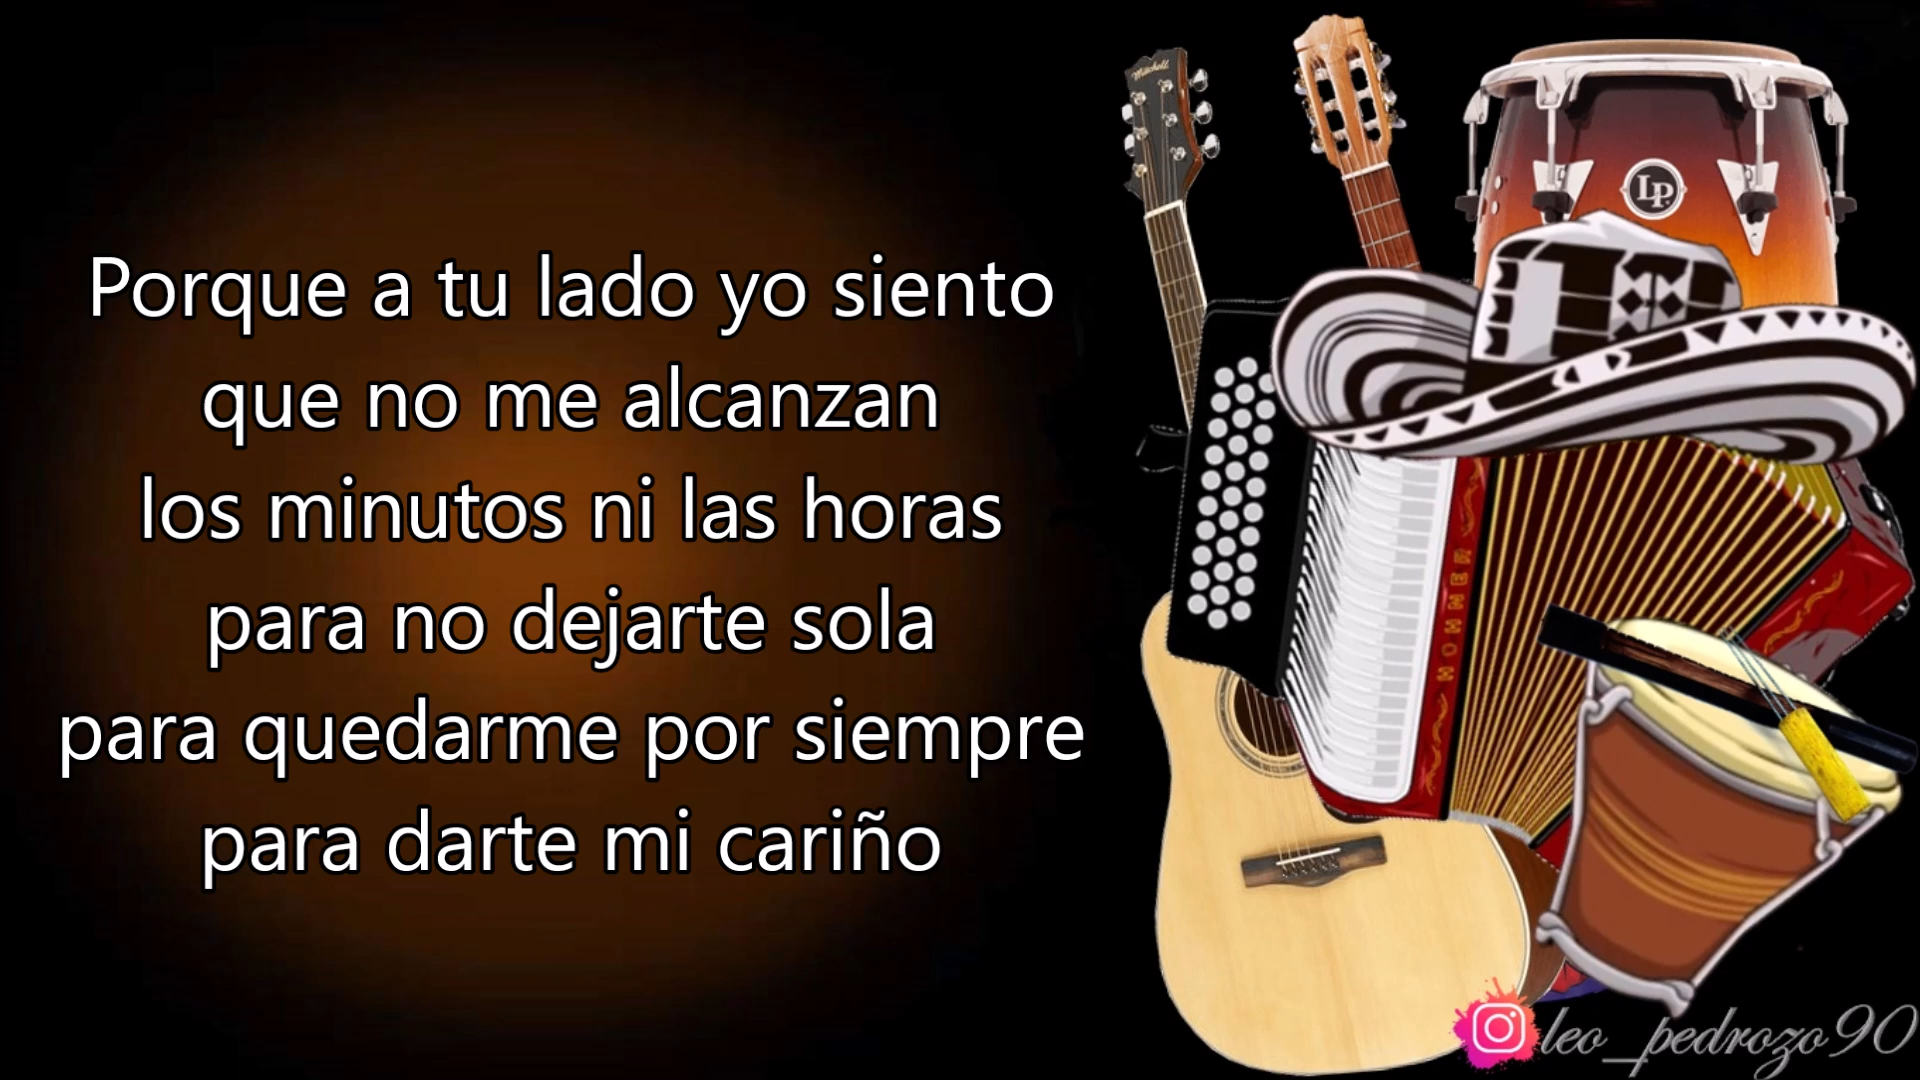 Porque a tu lado yo siento
que no me alcanzan
los minutos ni las horas
para no dejarte sola
para quedarme por siempre
para darte mi cariño
Mitchell
LP
HOHNER
leo_pedrozo90